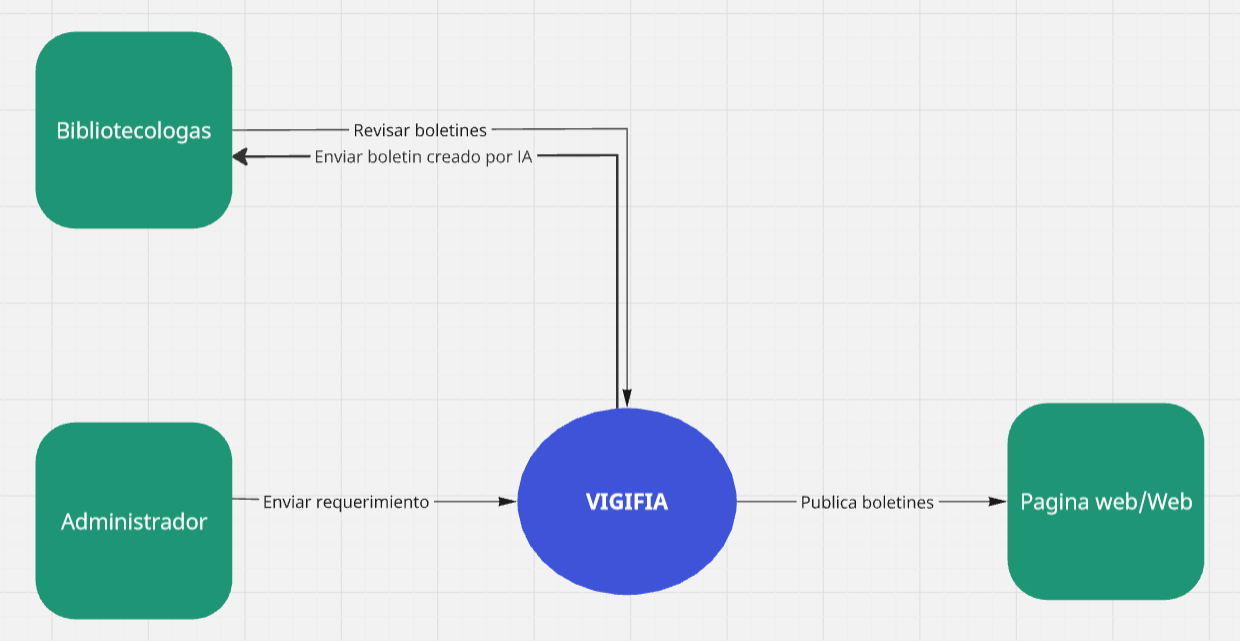 Bibliotecologas
Revisar boletines
Enviar boletin creado por IA
Administrador
Enviar requerimiento
VIGIFIA
Publica boletines
Pagina web/Web